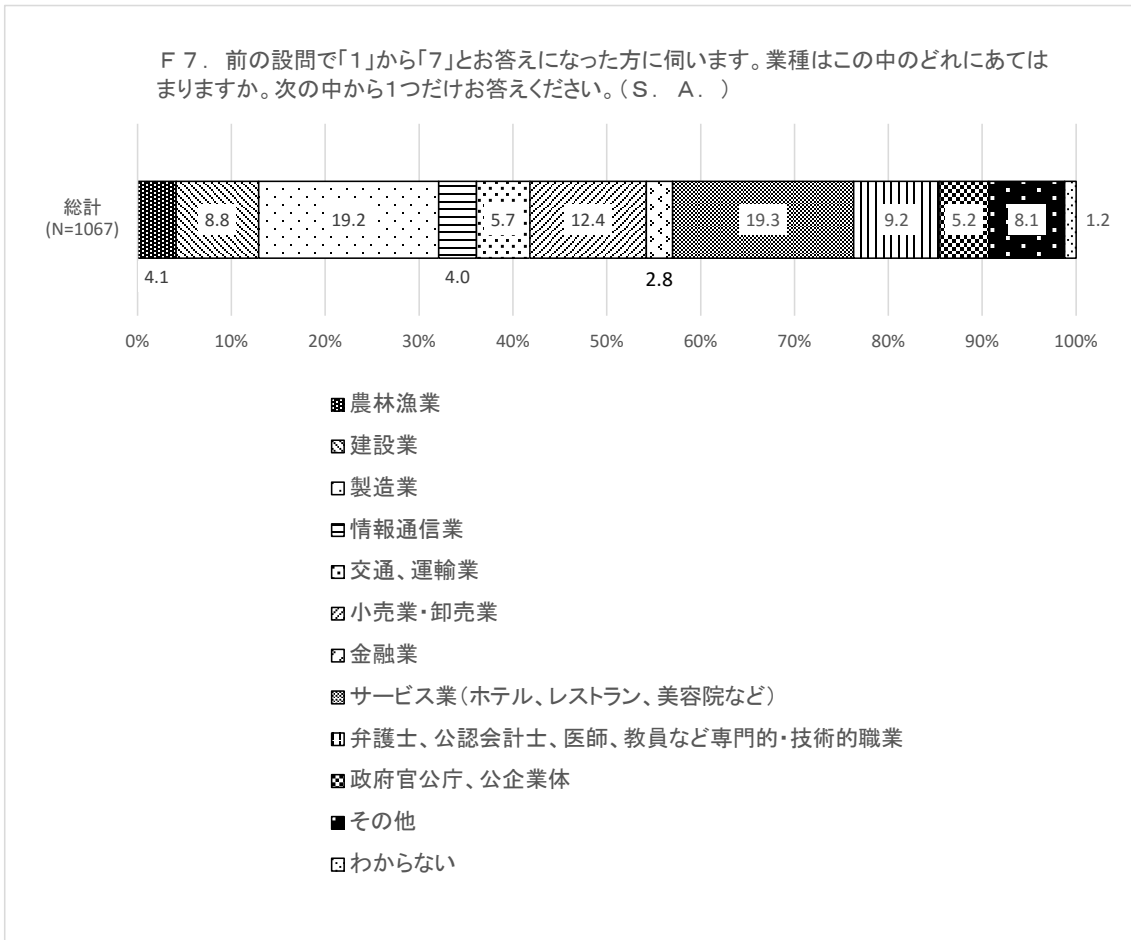 F 7. 前の設問で「1」から「7」とお答えになった方に伺います。業種はこの中のどれにあてはまりますか。次の中から1つだけお答えください。(S. A. )
総計
(N=1067)
8.8
19.2
5.7
12.4
19.3
9.2
5.2
8.1
1.2
4.1
4.0
2.8
0%
10%
20%
30%
40%
50%
60%
70%
80%
90%
100%
農林漁業
建設業
製造業
情報通信業
交通、運輸業
小売業・卸売業
金融業
サービス業(ホテル、レストラン、美容院など)
弁護士、公認会計士、医師、教員など専門的・技術的職業
政府官公庁、公企業体
その他
わからない